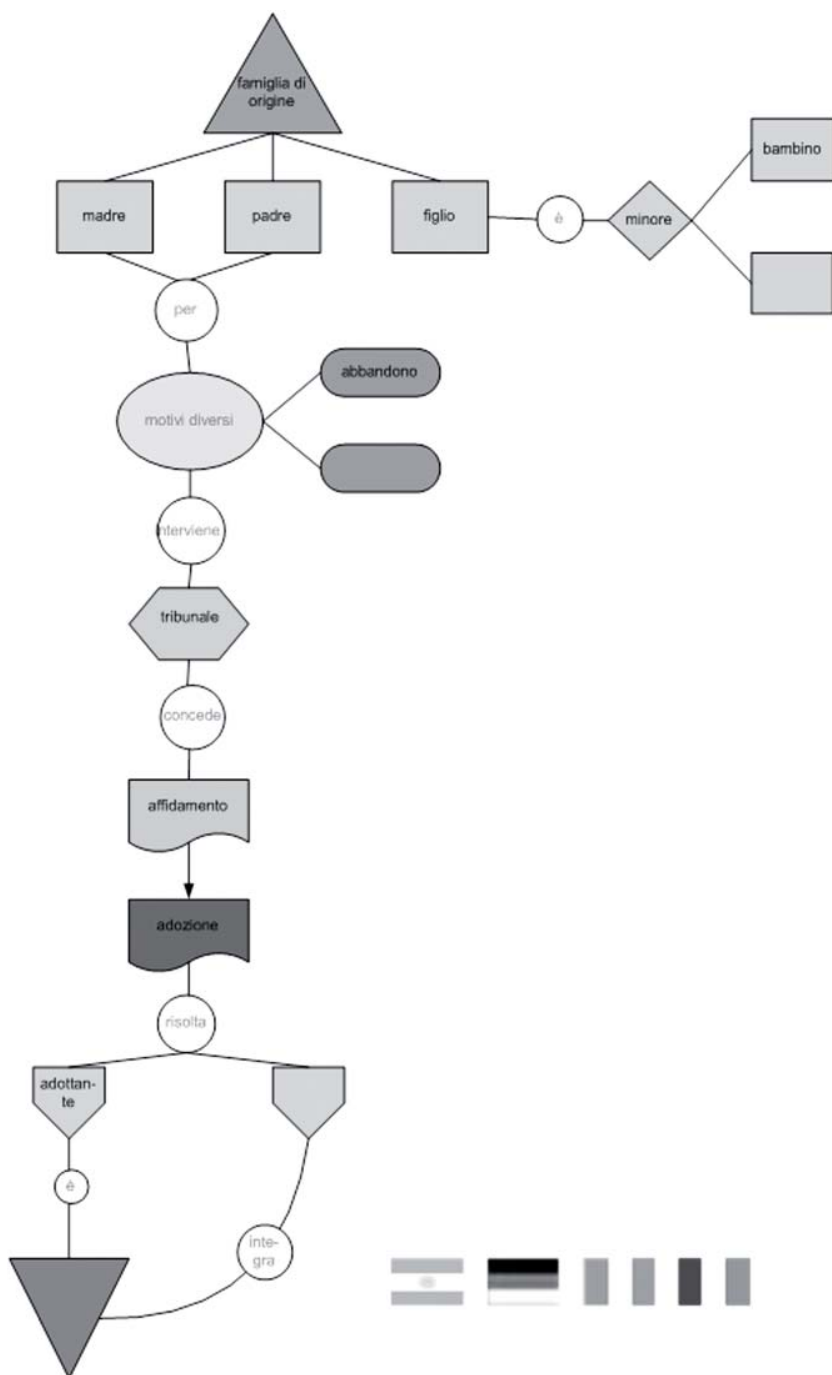 famiglia di
origine
bambino
madre
padre
figlio
è
minore
per
abbandono
motivi diversi
nterviene
tribunale
concede
affidamento
adozione
risolta
adottan-
te
è
inte-
gra